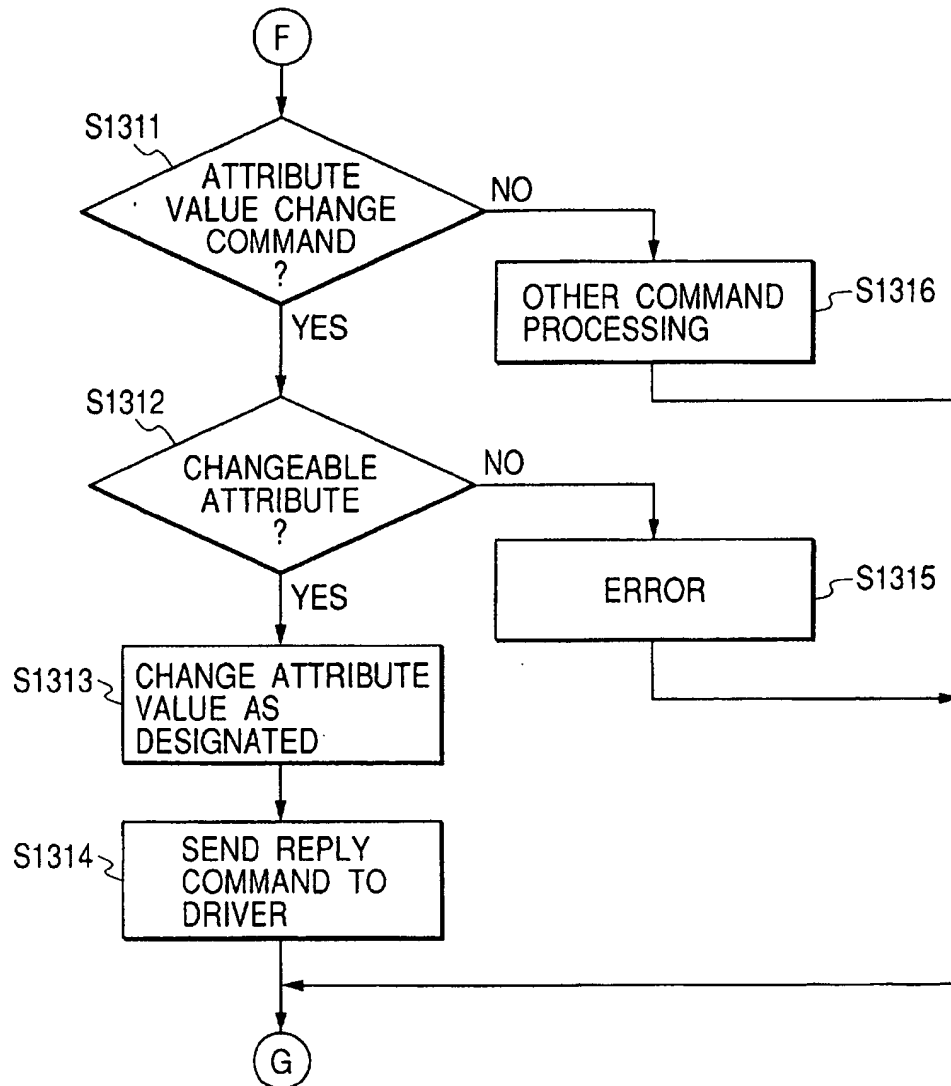 F
S1311
ATTRIBUTE
VALUE CHANGE
COMMAND
?
NO
YES
OTHER COMMAND
PROCESSING
S1316
S1312
CHANGEABLE
ATTRIBUTE
?
NO
YES
ERROR
S1315
S1313
CHANGE ATTRIBUTE
VALUE AS
DESIGNATED
S1314
SEND REPLY
COMMAND TO
DRIVER
G